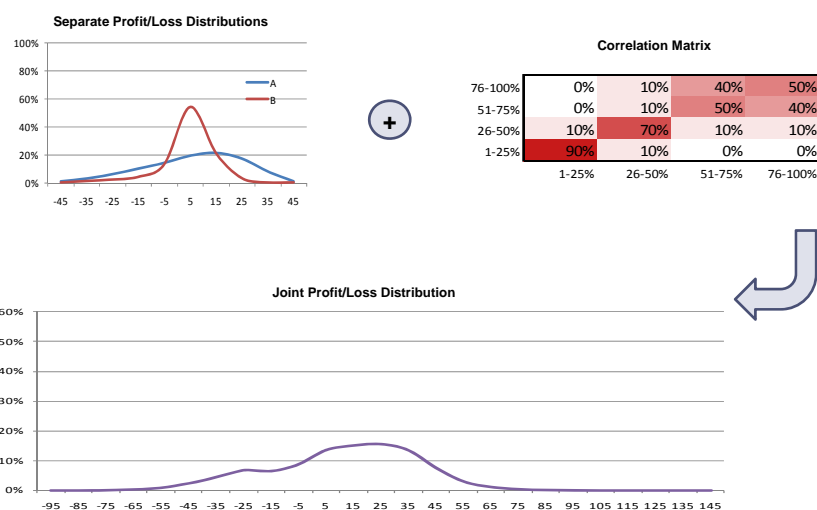 Separate Profit/Loss Distributions
100%
80%
60%
40%
20%
0%
A
B
-45 -35 -25 -15 -5 5 15 25 35 45
+
Correlation Matrix
76-100% 0% 10% 40% 50%
51-75% 0% 10% 50% 40%
26-50% 10% 70% 10% 10%
1-25% 90% 10% 0% 0%
1-25% 26-50% 51-75% 76-100%
Joint Profit/Loss Distribution
60%
50%
40%
30%
20%
10%
0%
-95 -85 -75 -65 -55 -45 -35 -25 -15 -5 5 15 25 35 45 55 65 75 85 95 105 115 125 135 145